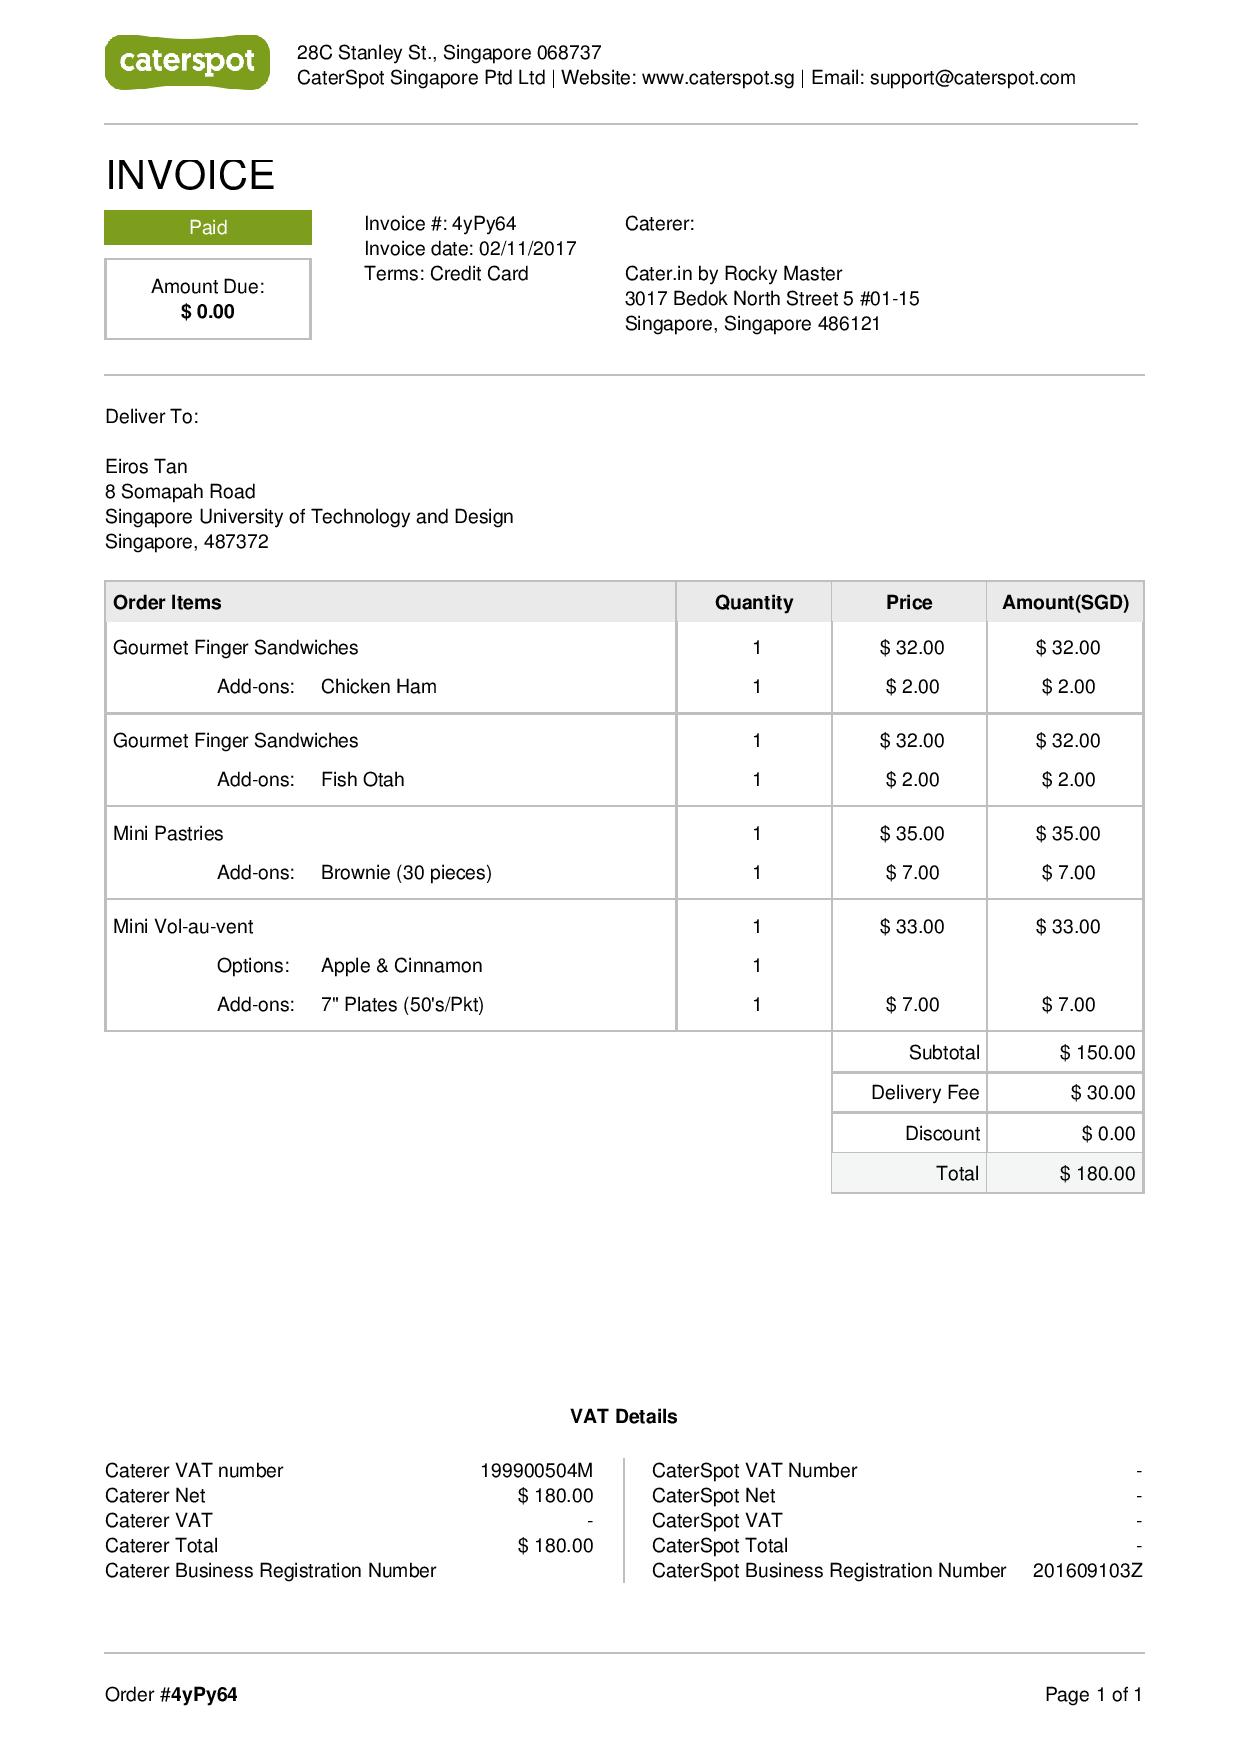 caterspot
28C Stanley St., Singapore 068737
CaterSpot Singapore Ptd Ltd | Website: www.caterspot.sg | Email: support@caterspot.com
INVOICE
Paid
Amount Due:
$ 0.00
Invoice #: 4yPy64
Invoice date: 02/11/2017
Terms: Credit Card
Caterer:
Cater.in by Rocky Master
3017 Bedok North Street 5 #01-15
Singapore, Singapore 486121
Deliver To:
Eiros Tan
8 Somapah Road
Singapore University of Technology and Design
Singapore, 487372
Order Items Quantity Price Amount(SGD)
Gourmet Finger Sandwiches 1 $ 32.00 $ 32.00
Add-ons: Chicken Ham 1 $ 2.00 $ 2.00
Gourmet Finger Sandwiches 1 $ 32.00 $ 32.00
Add-ons: Fish Otah 1 $ 2.00 $ 2.00
Mini Pastries 1 $ 35.00 $ 35.00
Add-ons: Brownie (30 pieces) 1 $ 7.00 $ 7.00
Mini Vol-au-vent 1 $ 33.00 $ 33.00
Options: Apple & Cinnamon 1
Add-ons: 7" Plates (50's/Pkt) 1 $ 7.00 $ 7.00
Subtotal $ 150.00
Delivery Fee $ 30.00
Discount $ 0.00
Total $ 180.00
VAT Details
Caterer VAT number 199900504M
Caterer Net $ 180.00
Caterer VAT -
Caterer Total $ 180.00
Caterer Business Registration Number
CaterSpot VAT Number -
CaterSpot Net -
CaterSpot VAT -
CaterSpot Total -
CaterSpot Business Registration Number 201609103Z
Order #4yPy64
Page 1 of 1